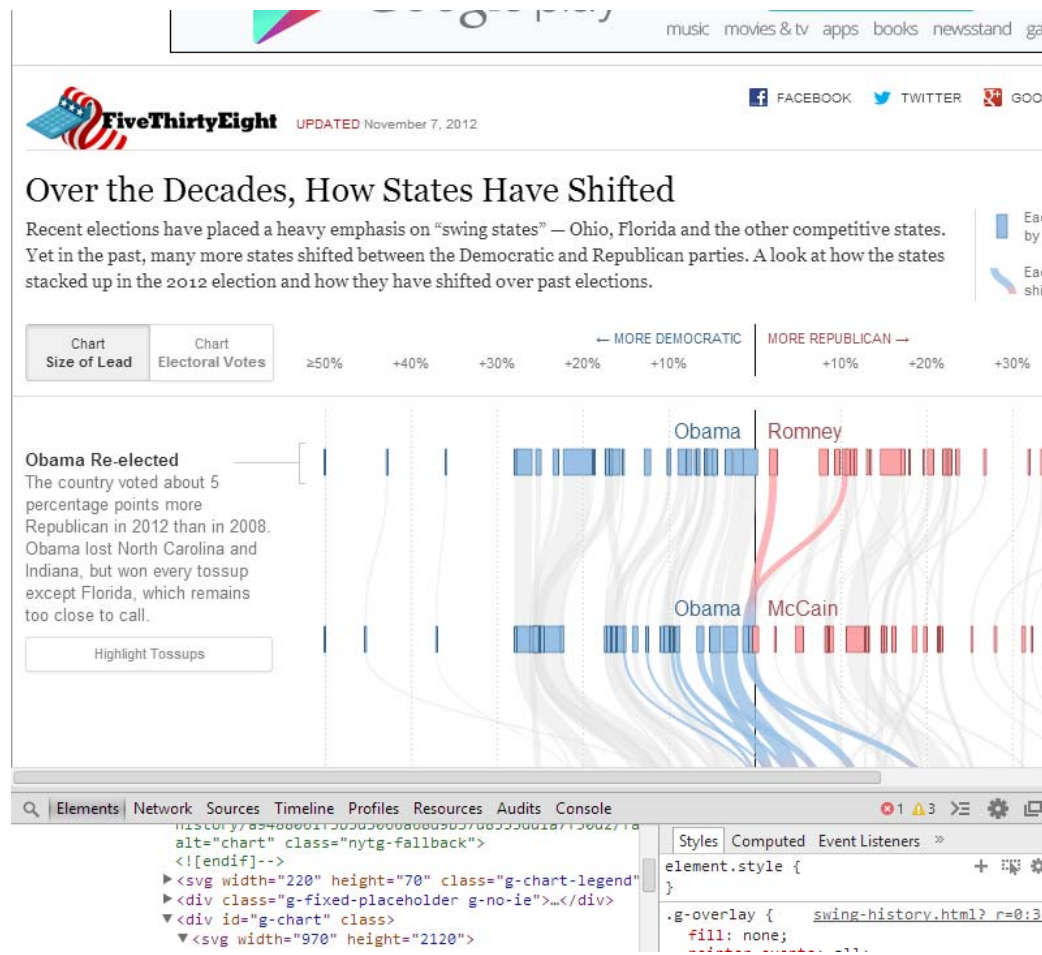 Google play
music movies & tv apps books newsstand
FiveThirtyEight UPDATED November 7, 2012
FACEBOOK TWITTER
Over the Decades, How States Have Shifted
Recent elections have placed a heavy emphasis on “swing states” — Ohio, Florida and the other competitive states.
Yet in the past, many more states shifted between the Democratic and Republican parties. A look at how the states
stacked up in the 2012 election and how they have shifted over past elections.
by
Chart
Size of Lead
Chart
Electoral Votes
← MORE DEMOCRATIC MORE REPUBLICAN →
≥50% +40% +30% +20% +10% +10% +20% +30%
Obama Romney
Obama Re-elected
The country voted about 5
percentage points more
Republican in 2012 than in 2008.
Obama lost North Carolina and
Indiana, but won every tossup
except Florida, which remains
too close to call.
Obama McCain
Highlight Tossups
Elements Network Sources Timeline Profiles Resources Audits Console 1 3
alt="chart" class="nytg-fallback">
<![endif]-->
<svg width="220" height="70" class="g-chart-legend"
<div class="g-fixed-placeholder g-no-ie">…</div>
<div id="g-chart" class>
<svg width="970" height="2120">
Styles Computed Event Listeners »
element.style {
}
.g-overlay { swing-history.html?_r=0:3
fill: none;